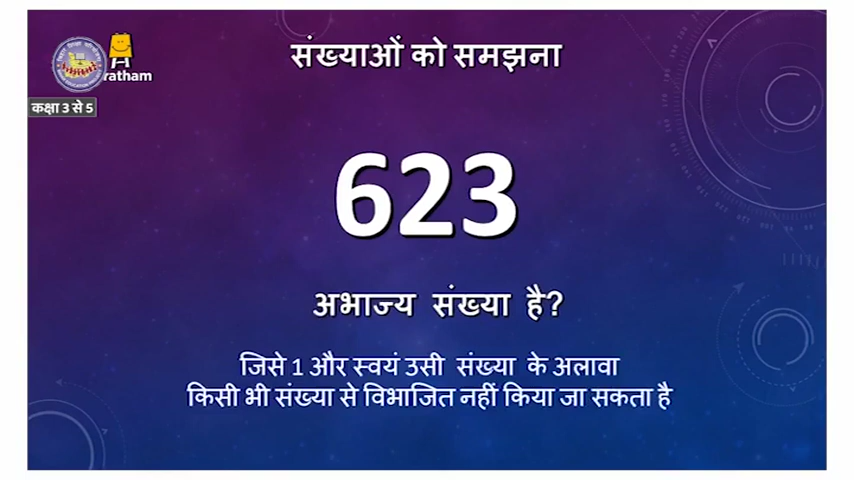 संख्याओं को समझना
ratham
कक्षा 3 से 5
623
अभाज्य संख्या है?
जिसे 1 और स्वयं उसी संख्या के अलावा
किसी भी संख्या से विभाजित नहीं किया जा सकता है